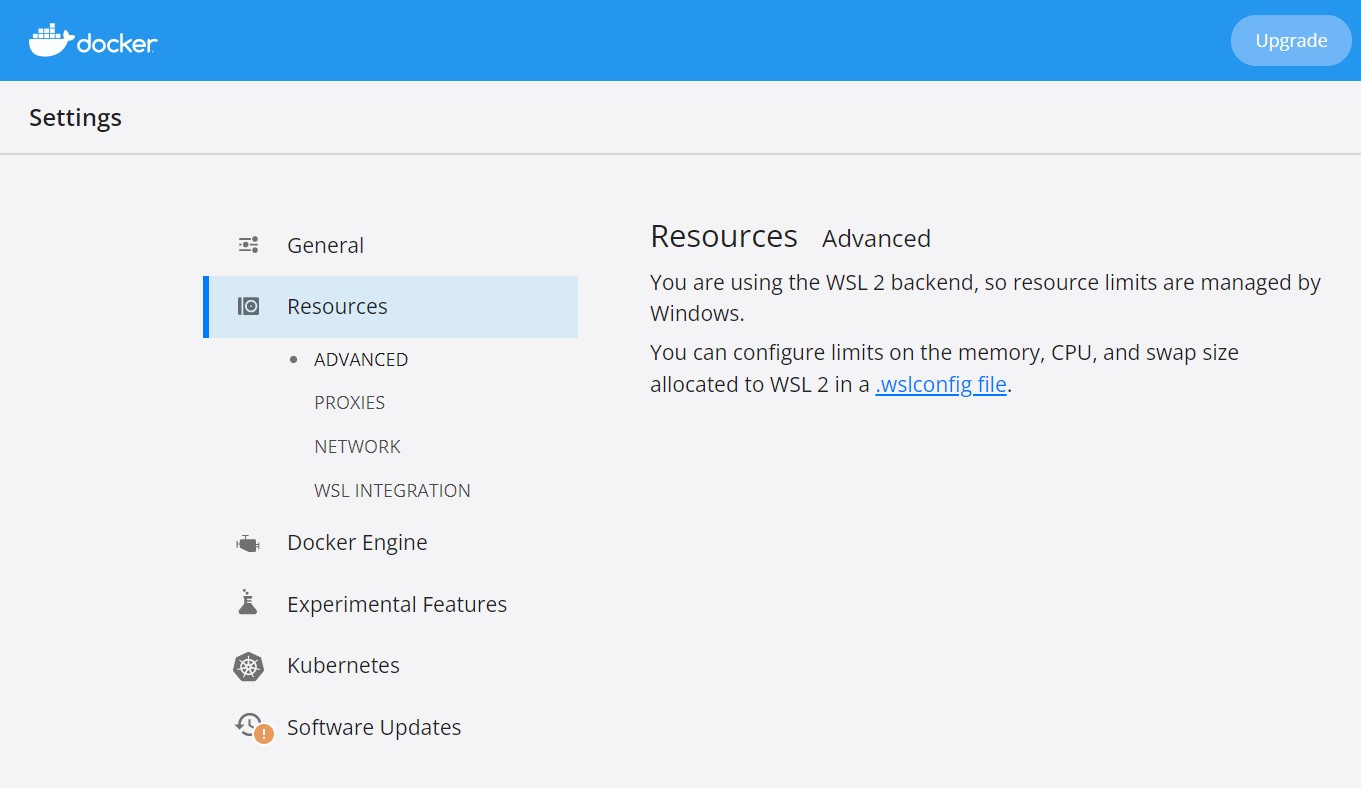 docker
Upgrade
Settings
General
Resources
ADVANCED
PROXIES
NETWORK
WSL INTEGRATION
Docker Engine
Experimental Features
Kubernetes
Software Updates
Resources Advanced
You are using the WSL 2 backend, so resource limits are managed by
Windows.
You can configure limits on the memory, CPU, and swap size
allocated to WSL 2 in a .wslconfig file.